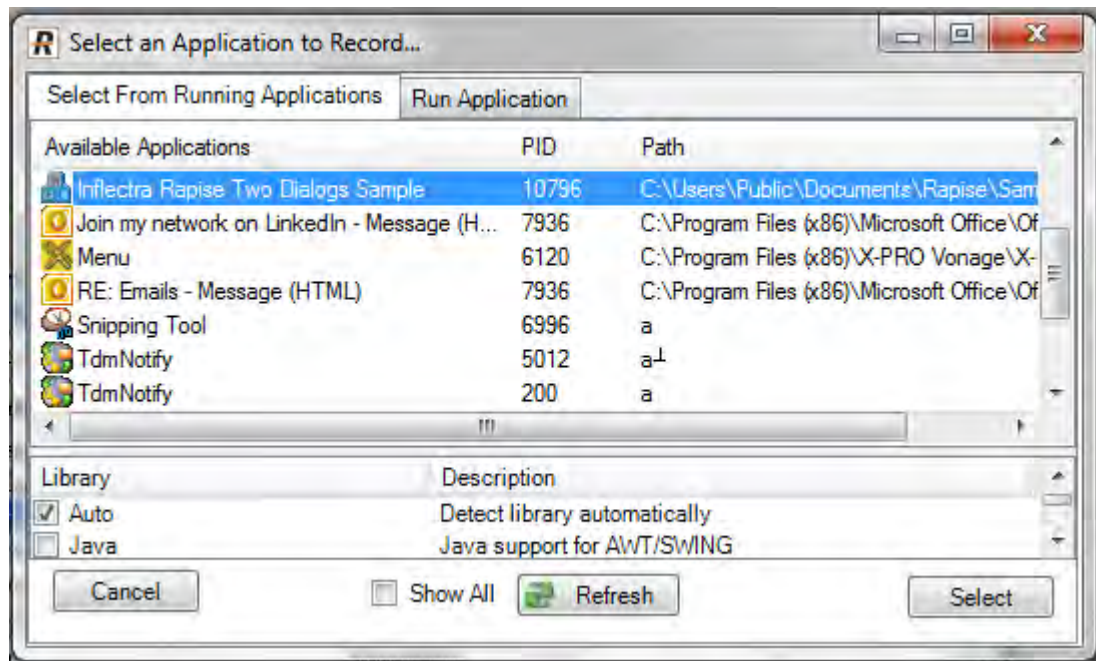 Select an Application to Record...
Select From Running Applications Run Application
Available Applications PID Path
Inflectra Rapise Two Dialogs Sample 10796 C:\Users\Public\Documents\Rapise\Sam
Join my network on LinkedIn - Message (H... 7936 C:\Program Files (x86)\Microsoft Office\Of
Menu 6120 C:\Program Files (x86)\X-PRO Vonage\X-
RE: Emails - Message (HTML) 7936 C:\Program Files (x86)\Microsoft Office\Of
Snipping Tool 6996 a
TdmNotify 5012 a┴
TdmNotify 200 a
Library Description
Auto Detect library automatically
Java Java support for AWT/SWING
Cancel Show All Refresh Select